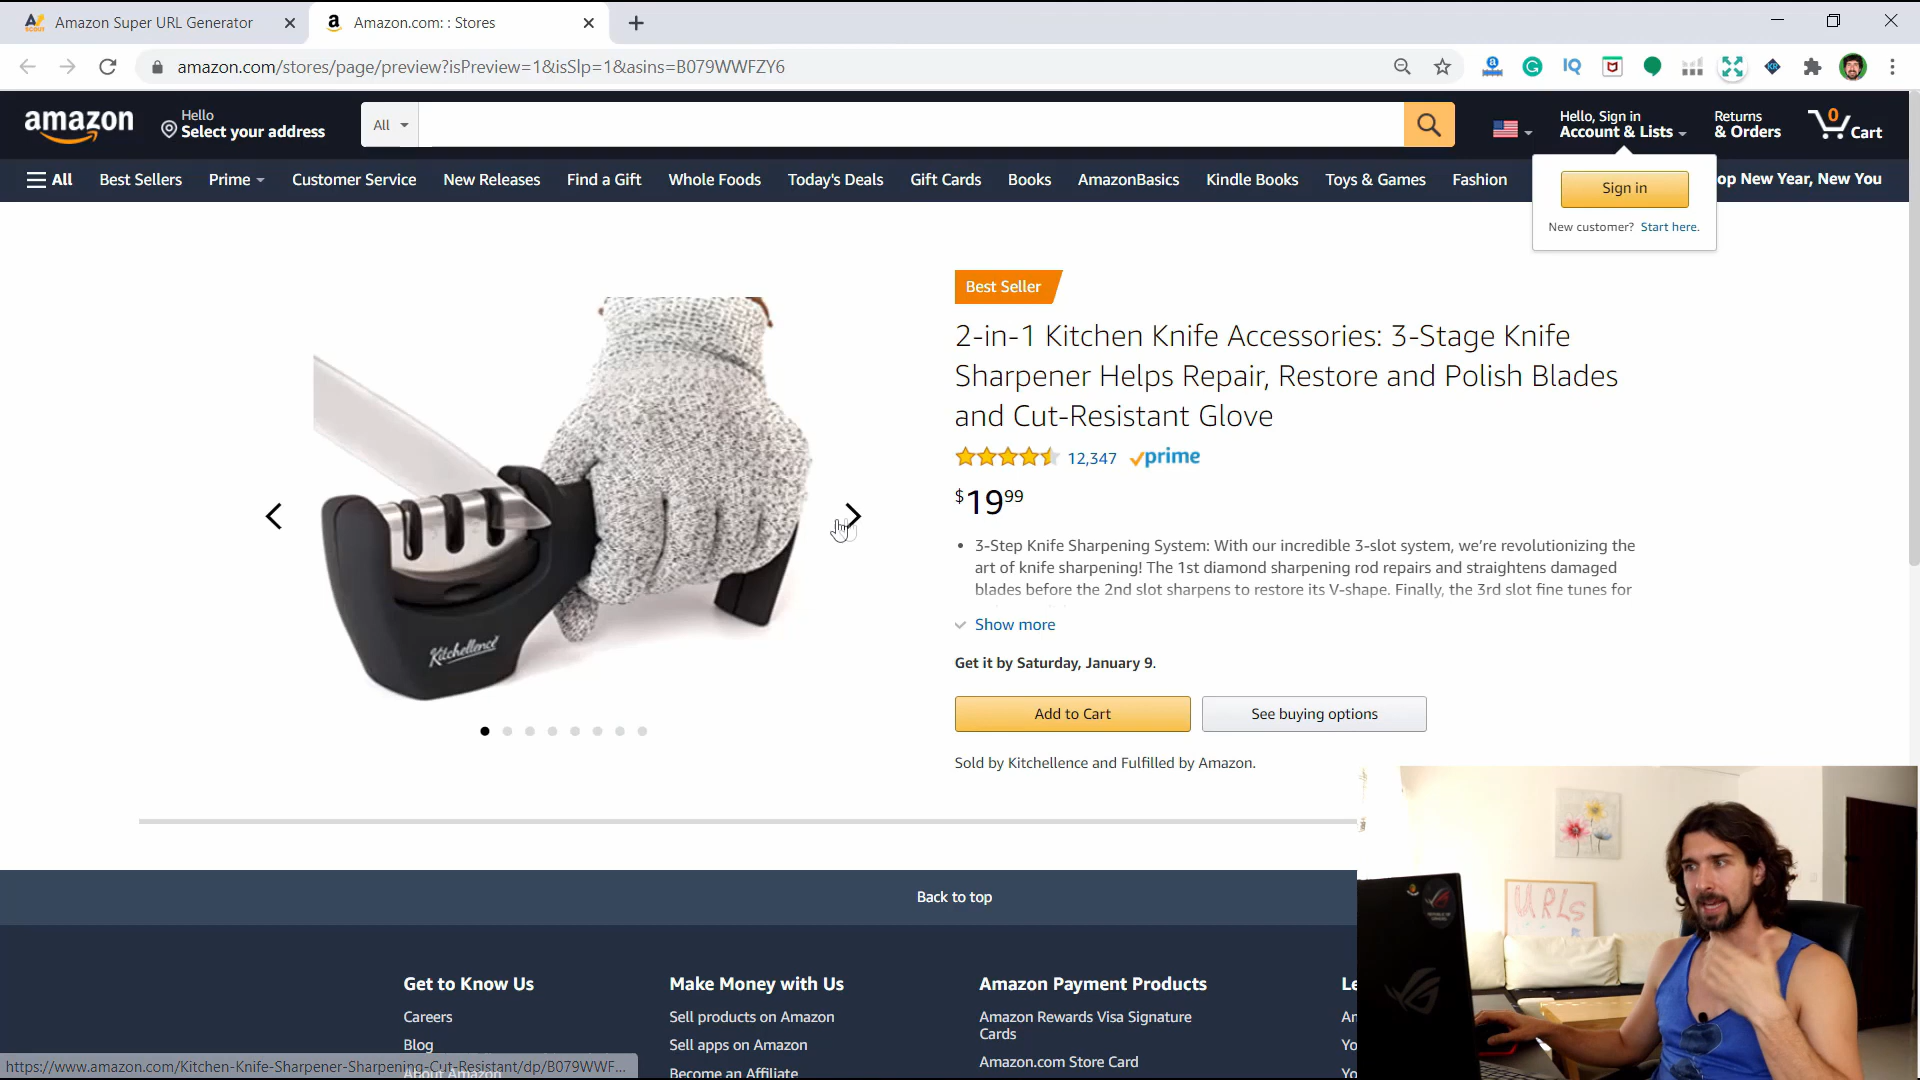 Amazon Super URL Generator
Amazon.com: : Stores
amazon.com/stores/page/preview?isPreview=1&isSlp=1&asins=B079WWFZY6
amazon
Hello
Select your address
All
Hello, Sign in
Account & Lists
Returns
& Orders
0
Cart
All
Best Sellers
Prime
Customer Service
New Releases
Find a Gift
Whole Foods
Today's Deals
Gift Cards
Books
AmazonBasics
Kindle Books
Toys & Games
Fashion
op New Year, New You
Sign in
New customer? Start here.
Best Seller
2-in-1 Kitchen Knife Accessories: 3-Stage Knife
Sharpener Helps Repair, Restore and Polish Blades
and Cut-Resistant Glove
12,347
prime
$19 99
• 3-Step Knife Sharpening System: With our incredible 3-slot system, we’re revolutionizing the
art of knife sharpening! The 1st diamond sharpening rod repairs and straightens damaged
blades before the 2nd slot sharpens to restore its V-shape. Finally, the 3rd slot fine tunes for
Show more
Get it by Saturday, January 9.
Add to Cart
See buying options
Sold by Kitchellence and Fulfilled by Amazon.
Kitchellence
Back to top
URLs
Get to Know Us
Careers
Blog
About Amazon
Make Money with Us
Sell products on Amazon
Sell apps on Amazon
Become an Affiliate
Amazon Payment Products
Amazon Rewards Visa Signature
Cards
Amazon.com Store Card
Le
Ar
Yo
Yo
https://www.amazon.com/Kitchen-Knife-Sharpener-Sharpening-Cut-Resistant/dp/B079WWF...